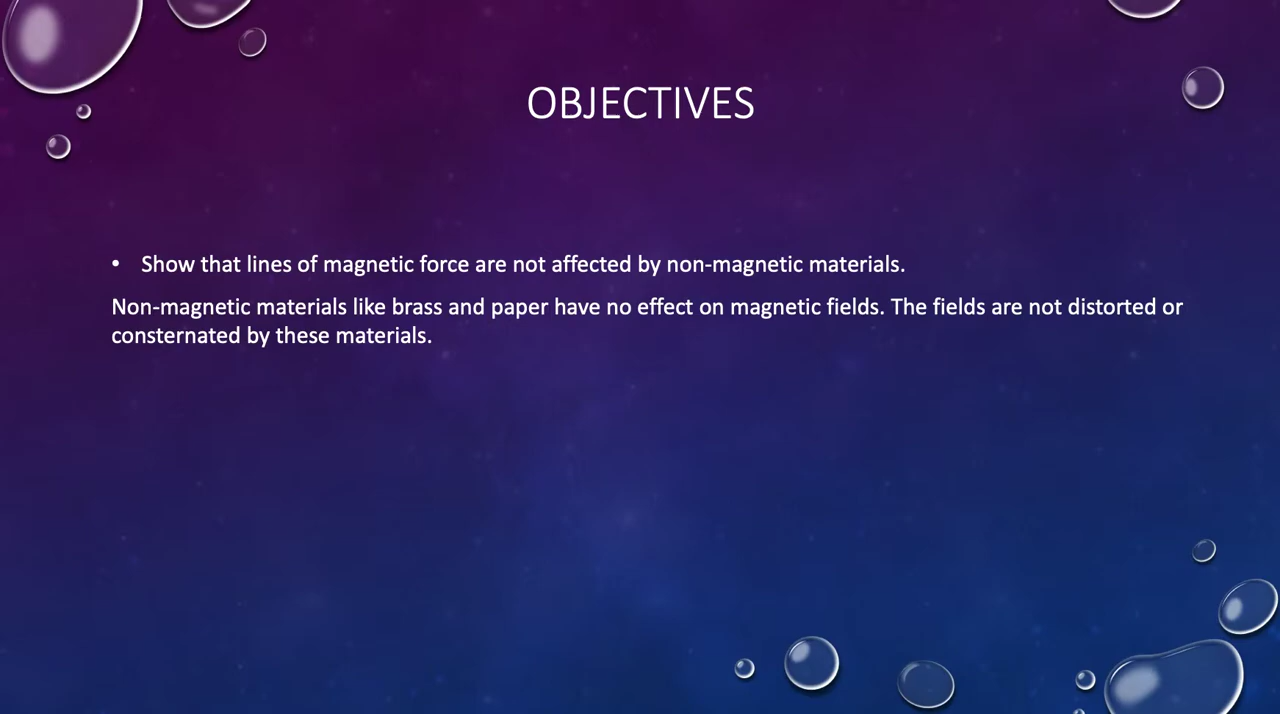 OBJECTIVES
• Show that lines of magnetic force are not affected by non-magnetic materials.
Non-magnetic materials like brass and paper have no effect on magnetic fields. The fields are not distorted or
consternated by these materials.